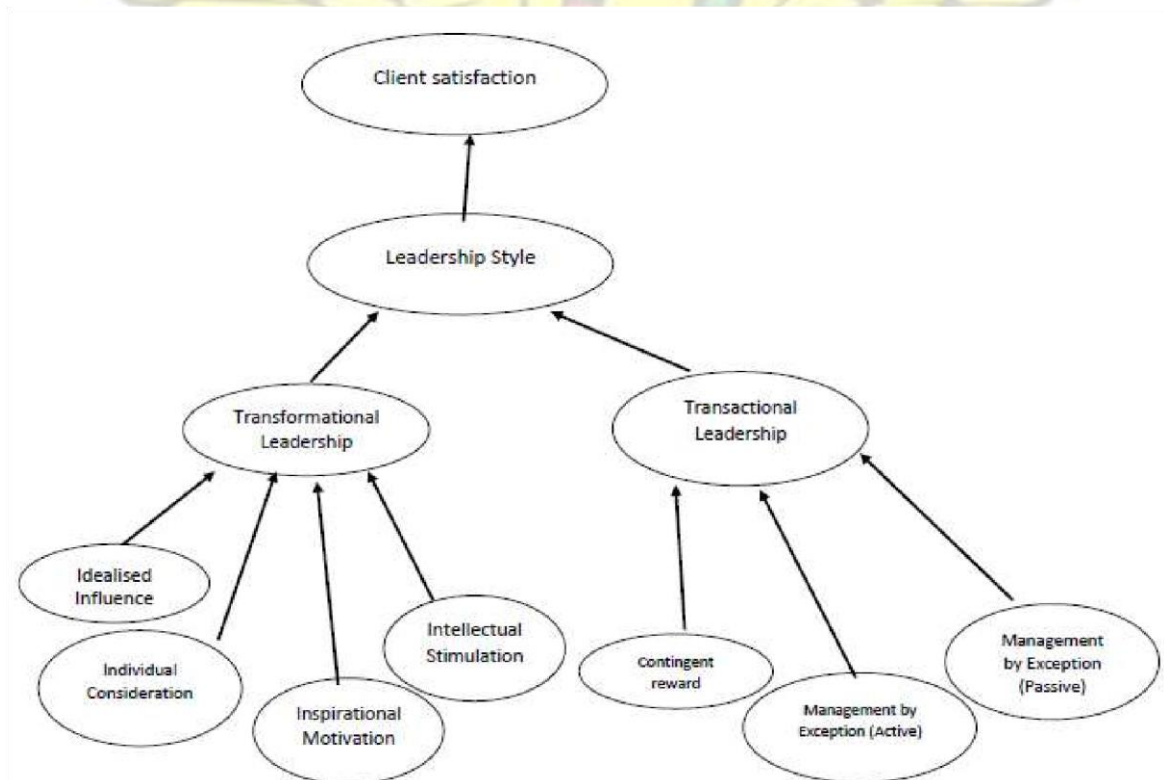 Client satisfaction
Leadership Style
Transformational
Leadership
Transactional
Leadership
Idealised
Influence
Individual
Consideration
Inspirational
Motivation
Intellectual
Stimulation
Contingent
reward
Management by
Exception (Active)
Management
by Exception
(Passive)